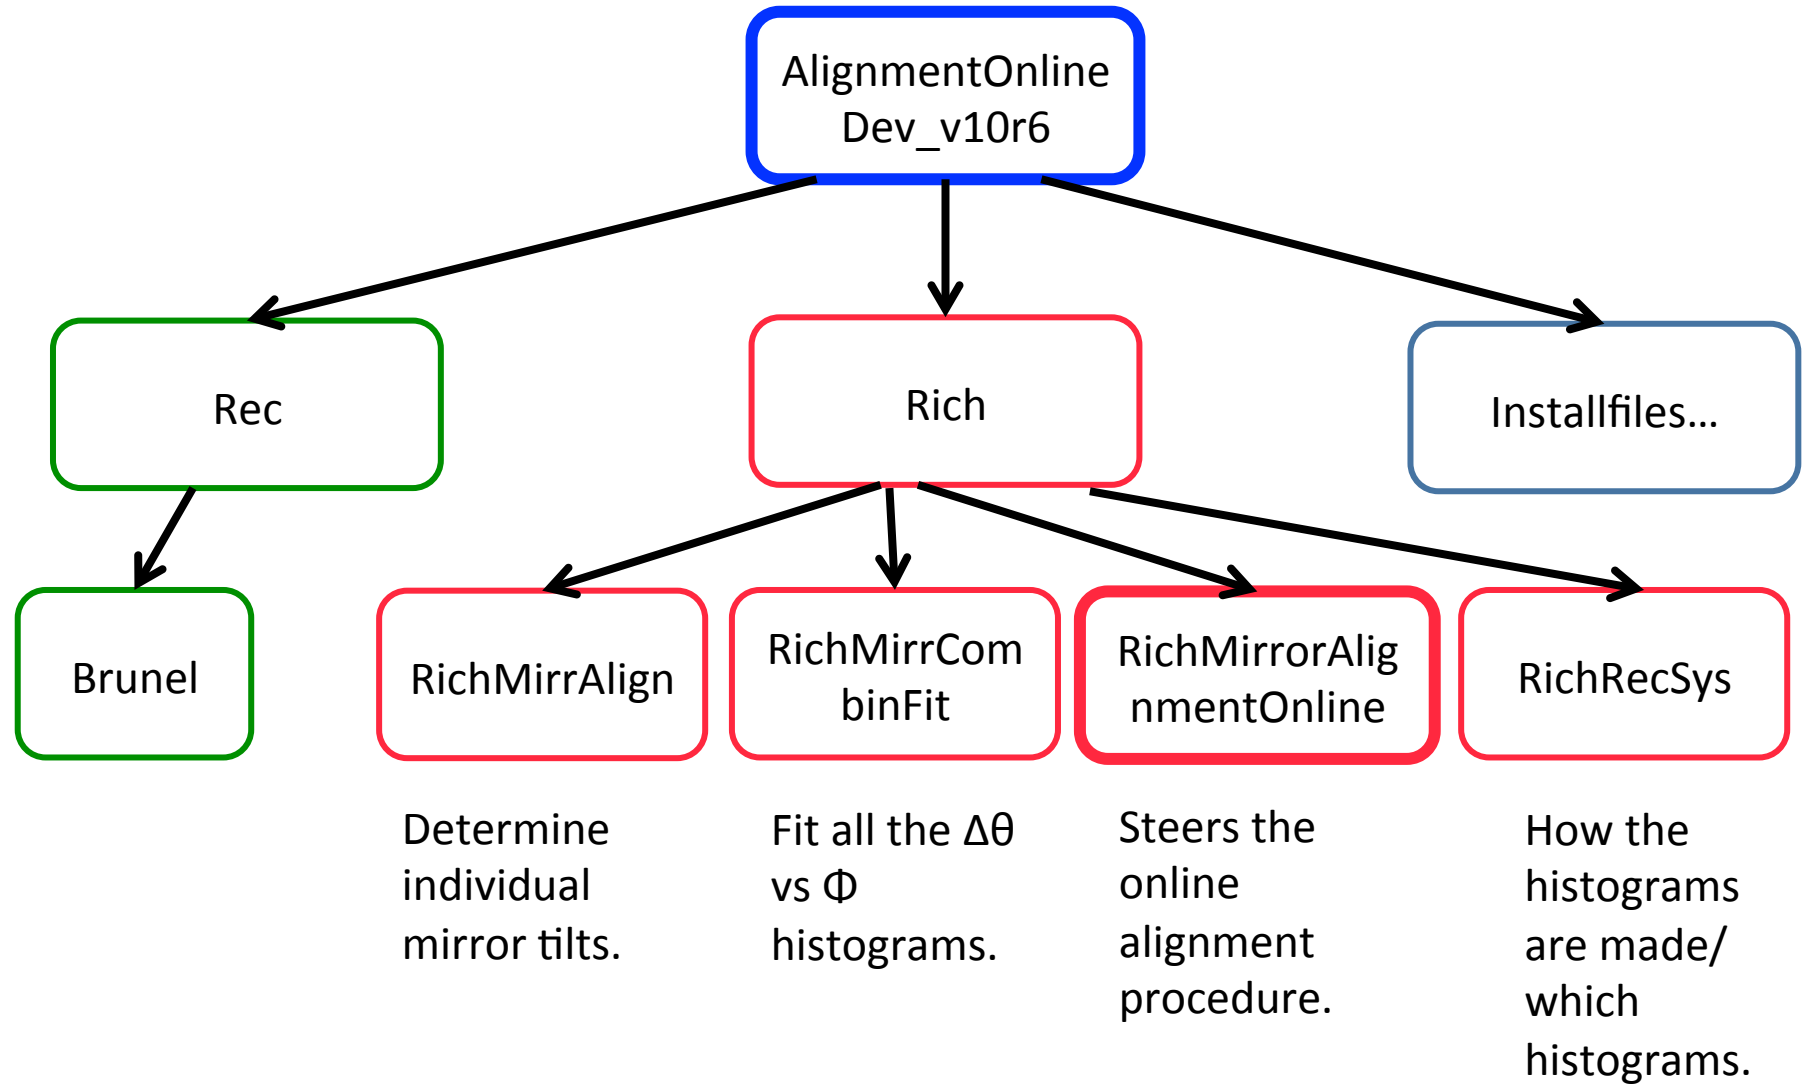 AlignmentOnline
Dev_v10r6
Rec
Rich
Installfiles...
Brunel
RichMirrAlign
RichMirrCom
binFit
RichMirrorAlig
nmentOnline
RichRecSys
Determine
individual
mirror tilts.
Fit all the Δθ
vs Φ
histograms.
Steers the
online
alignment
procedure.
How the
histograms
are made/
which
histograms.